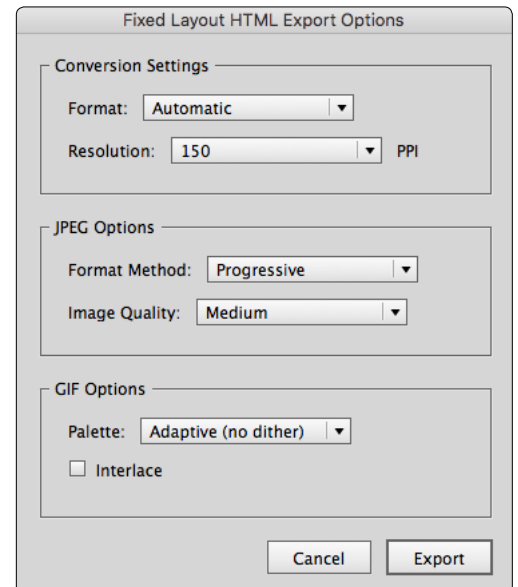 Fixed Layout HTML Export Options
Conversion Settings
Format: Automatic
Resolution: 150 PPI
JPEG Options
Format Method: Progressive
Image Quality: Medium
GIF Options
Palette: Adaptive (no dither)
Interlace
Cancel Export